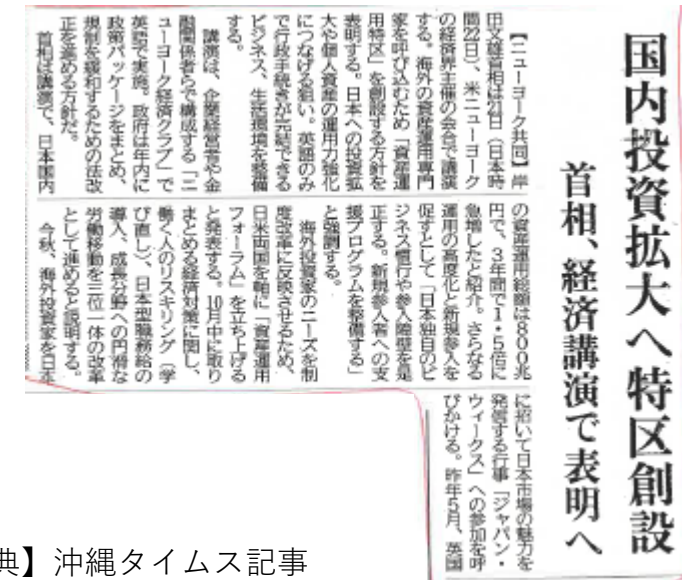 国内投資拡大へ特区創設
首相、経済講演で表明へ
【ニューヨーク共同】岸
田文雄首相は21日(日本時
間22日)、米ニューヨーク
の経済界主催の会合で講演
する。海外の資産運用専門
家を呼び込むため「資産運
用特区」を創設する方針を
表明する。日本への投資拡
大や個人資産の運用力強化
につなげる狙い。英語のみ
で行政手続きが完結できる
ビジネス、生活環境を整備
する。
講演は、企業経営者や金
融関係者らで構成する「ニ
ューヨーク経済クラブ」で
英語で実施。政府は年内に
政策パッケージをまとめ、
規制を緩和するための法改
正を進める方針だ。
首相は講演で、日本国内
の資産運用総額は800兆
円で、3年間で1・5倍に
急増したと紹介。さらなる
運用の高度化と新規参入を
促すとして「日本独自のビ
ジネス慣行や参入障壁を是
正する。新規参入者への支
援プログラムを整備する」
と強調する。
海外投資家のニーズを制
度改革に反映させるため、
日米両国を軸に「資産運用
フォーラム」を立ち上げる
と発表する。10月中に取り
まとめる経済対策に関し、
働く人のリスキリング(学
び直し)、日本型職務給の
導入、成長分野への円滑な
労働移動を三位一体の改革
として進めると説明する。
今秋、海外投資家を日本
に招いて日本市場の魅力を
発信する行事「ジャパン・
ウィークス」への参加を呼
びかける。昨年5月、英国
典】沖縄タイムス記事